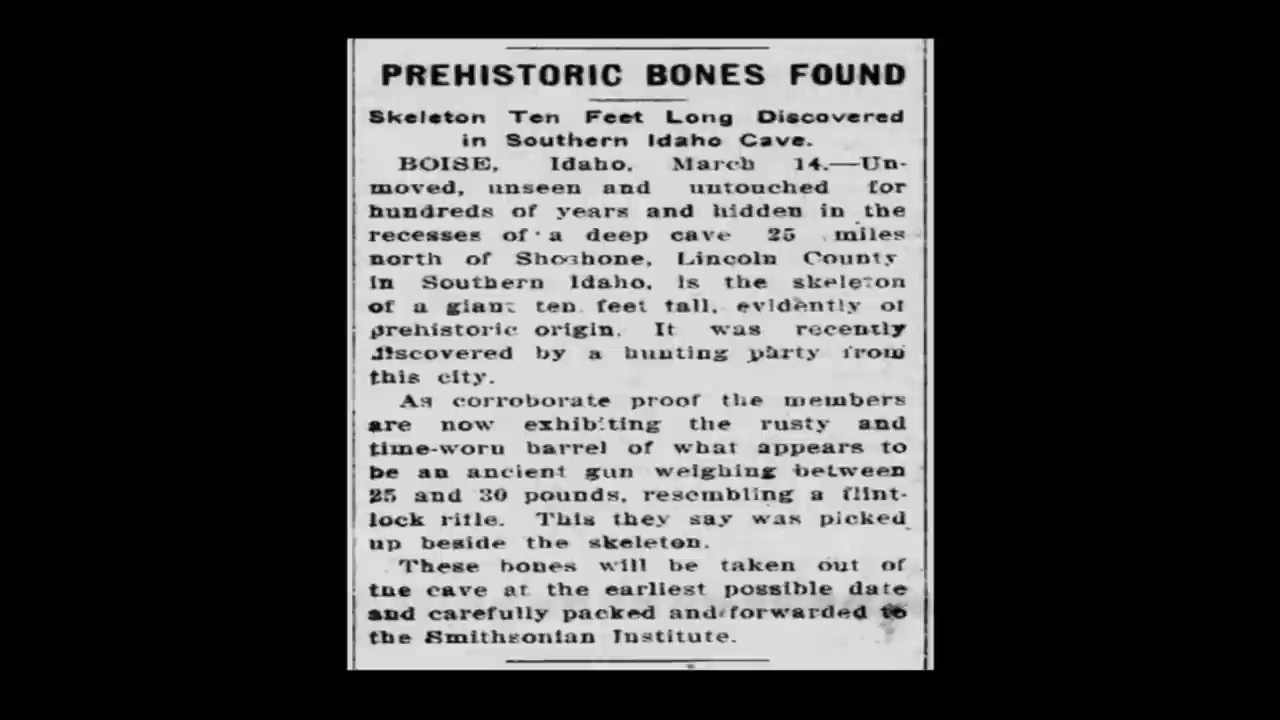 PREHISTORIC BONES FOUND
Skeleton Ten Feet Long Discovered
in Southern Idaho Cave.
BOISE, Idaho, March 14.—Un-
moved, unseen and untouched for
hundreds of years and hidden in the
recesses of a deep cave 25 miles
north of Shoshone, Lincoln County
in Southern Idaho, is the skeleton
of a giant ten feet tall, evidently of
prehistoric origin. It was recently
discovered by a hunting party from
this city.
As corroborate proof the members
are now exhibiting the rusty and
time-worn barrel of what appears to
be an ancient gun weighing between
25 and 30 pounds, resembling a flint-
lock rifle. This they say was picked
up beside the skeleton.
These bones will be taken out of
the cave at the earliest possible date
and carefully packed and forwarded to
the Smithsonian Institute.